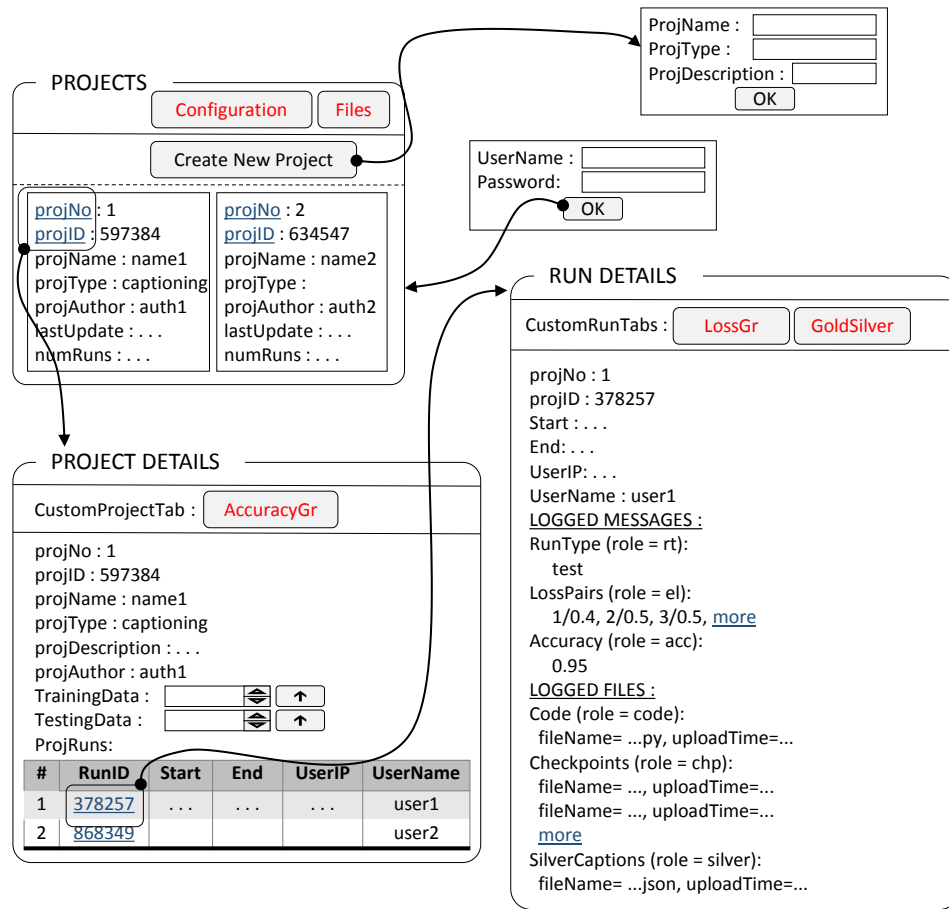 ProjName :
ProjType :
ProjDescription :
OK
PROJECTS
Configuration
Files
Create New Project
projNo : 1
projID : 597384
projName : name1
projType : captioning
projAuthor : auth1
lastUpdate : . . .
numRuns : . . .
projNo : 2
projID : 634547
projName : name2
projType :
projAuthor : auth2
lastUpdate : . . .
numRuns : . . .
UserName :
Password:
OK
PROJECT DETAILS
CustomProjectTab :
AccuracyGr
projNo : 1
projID : 597384
projName : name1
projType : captioning
projDescription : . . .
projAuthor : auth1
TrainingData :
TestingData :
ProjRuns:
# RunID Start End UserIP UserName
1 378257 . . . . . . . . . user1
2 868349 user2
RUN DETAILS
CustomRunTabs :
LossGr
GoldSilver
projNo : 1
projID : 378257
Start : . . .
End: . . .
UserIP: . . .
UserName : user1
LOGGED MESSAGES :
RunType (role = rt):
test
LossPairs (role = el):
1/0.4, 2/0.5, 3/0.5, more
Accuracy (role = acc):
0.95
LOGGED FILES :
Code (role = code):
fileName= ...py, uploadTime=...
Checkpoints (role = chp):
fileName= ..., uploadTime=...
fileName= ..., uploadTime=...
more
SilverCaptions (role = silver):
fileName= ...json, uploadTime=...